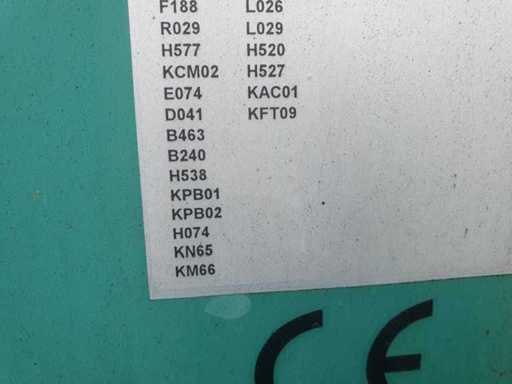 F188 L026
R029 L029
H577 H520
KCM02 H527
E074 KAC01
D041 KFT09
B463
B240
H538
KPB01
KPB02
H074
KN65
KM66
CE